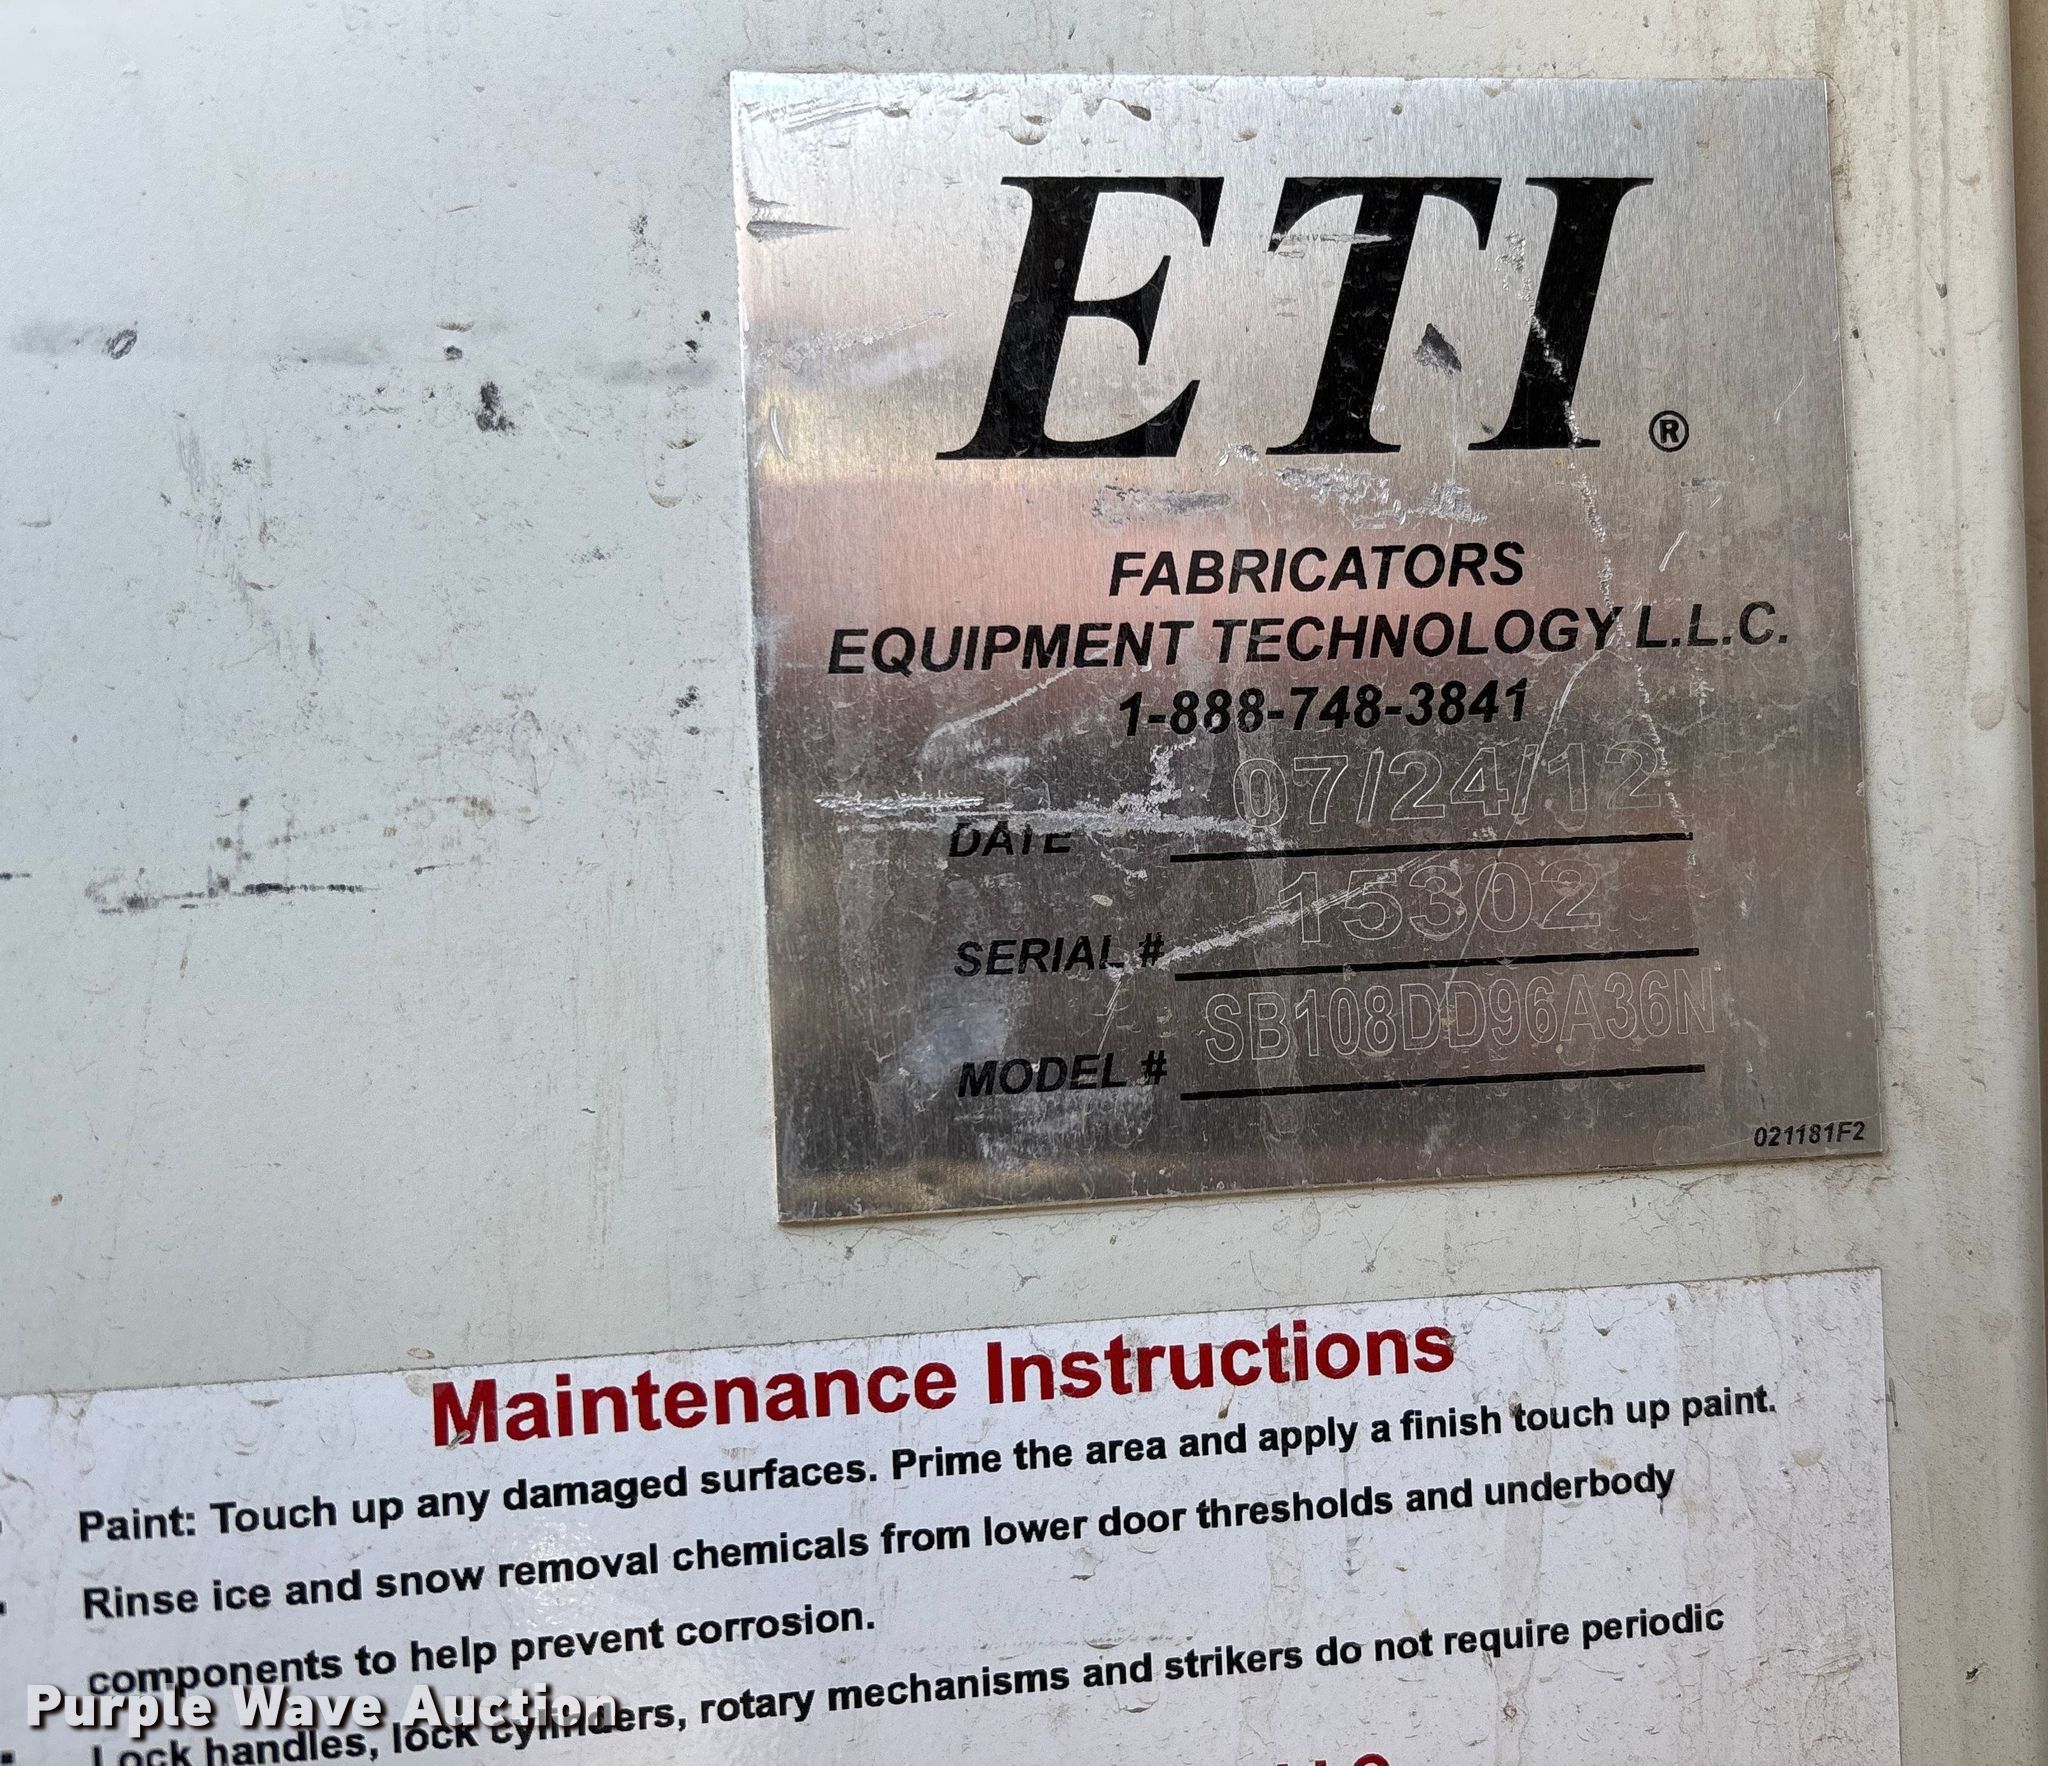 ETI®
FABRICATORS
EQUIPMENT TECHNOLOGY L.L.C.
1-888-748-3841
DATE 07/24/12
SERIAL # 15302
MODEL # SB108DD96A36N
021181F2
Maintenance Instructions
Paint: Touch up any damaged surfaces. Prime the area and apply a finish touch up paint.
Rinse ice and snow removal chemicals from lower door thresholds and underbody
components to help prevent corrosion.
Lock handles, lock cylinders, rotary mechanisms and strikers do not require periodic
Purple Wave Auction